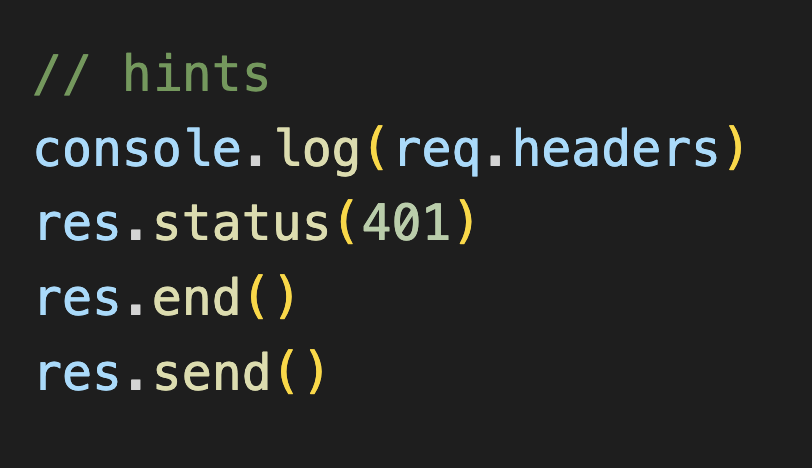 // hints
console.log(req.headers)
res.status(401)
res.end()
res.send()